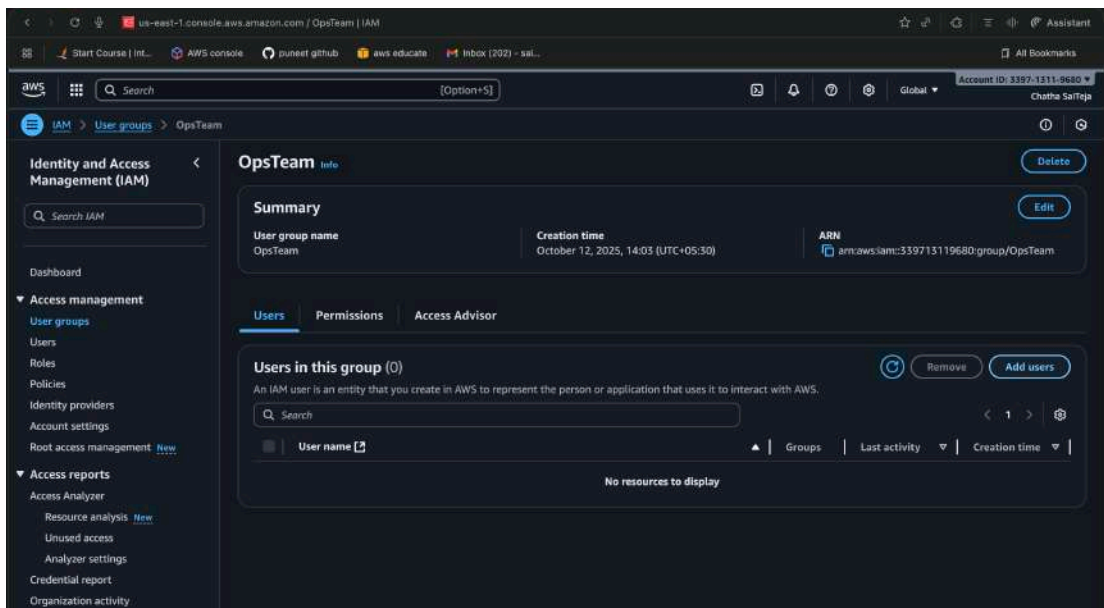 us-east-1.console.aws.amazon.com / OpsTeam | IAM
Assistant
Start Course | Int...
AWS console
puneet github
aws educate
Inbox (202) – sai...
All Bookmarks
aws
Search
[Option+S]
Global
Account ID: 3397-1311-9680
Chatha SaiTeja
IAM > User groups > OpsTeam
Identity and Access Management (IAM)
Search IAM
Dashboard
Access management
User groups
Users
Roles
Policies
Identity providers
Account settings
Root access management New
Access reports
Access Analyzer
Resource analysis New
Unused access
Analyzer settings
Credential report
Organization activity
OpsTeam Info
Delete
Summary
Edit
User group name
OpsTeam
Creation time
October 12, 2025, 14:03 (UTC+05:30)
ARN
arn:aws:iam::339713119680:group/OpsTeam
Users
Permissions
Access Advisor
Users in this group (0)
Remove
Add users
An IAM user is an entity that you create in AWS to represent the person or application that uses it to interact with AWS.
Search
1
User name
Groups
Last activity
Creation time
No resources to display